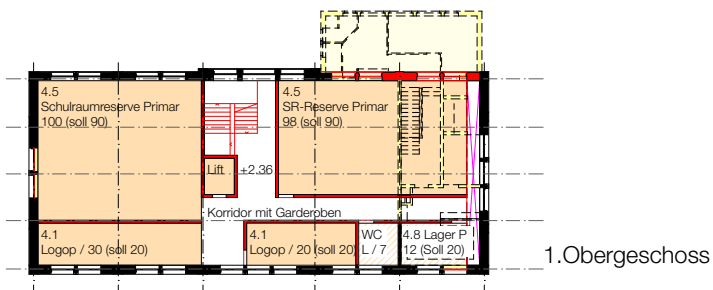 4.5
Schulraumreserve Primar
100 (soll 90)
4.5
SR-Reserve Primar
98 (soll 90)
Lift
+2.36
Korridor mit Garderoben
4.1
Logop / 30 (soll 20)
4.1
Logop / 20 (soll 20)
WC
L / 7
4.8 Lager P
12 (Soll 20)
1.Obergeschoss